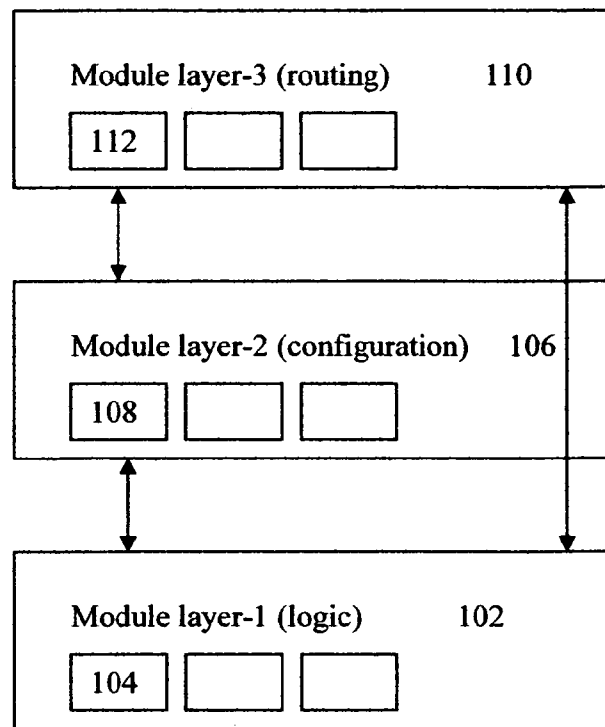 Module layer-3 (routing) 110
112
Module layer-2 (configuration) 106
108
Module layer-1 (logic) 102
104